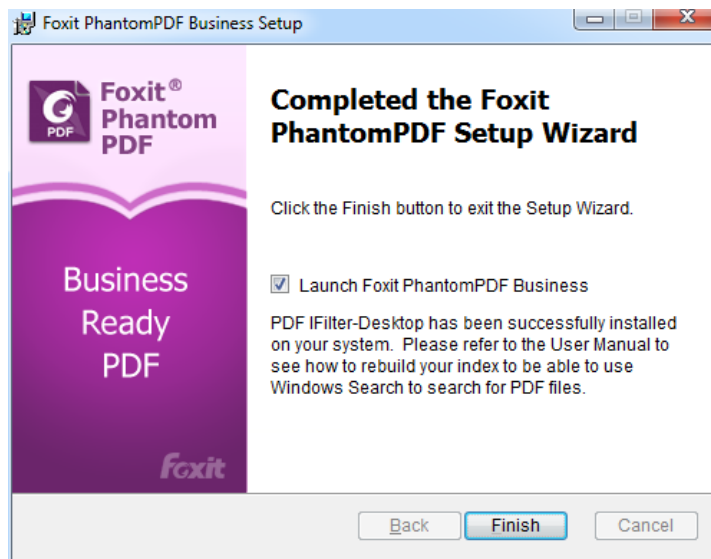 Foxit PhantomPDF Business Setup
Foxit®
Phantom
PDF
PDF
Business
Ready
PDF
Foxit
Completed the Foxit
PhantomPDF Setup Wizard
Click the Finish button to exit the Setup Wizard.
Launch Foxit PhantomPDF Business
PDF IFilter-Desktop has been successfully installed
on your system. Please refer to the User Manual to
see how to rebuild your index to be able to use
Windows Search to search for PDF files.
Back
Finish
Cancel